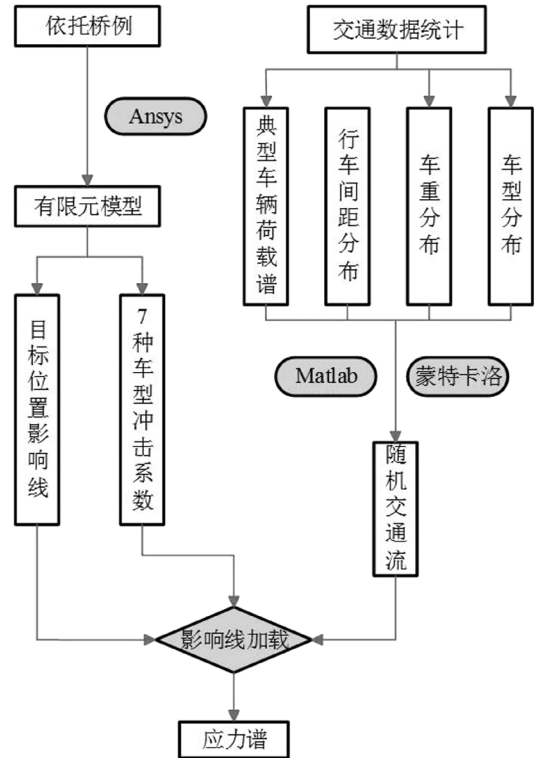 依托桥例
交通数据统计
Ansys
典型车辆荷载谱
行车间距分布
车重分布
车型分布
有限元模型
目标位置影响线
7种车型冲击系数
Matlab
蒙特卡洛
随机交通流
影响线加载
应力谱